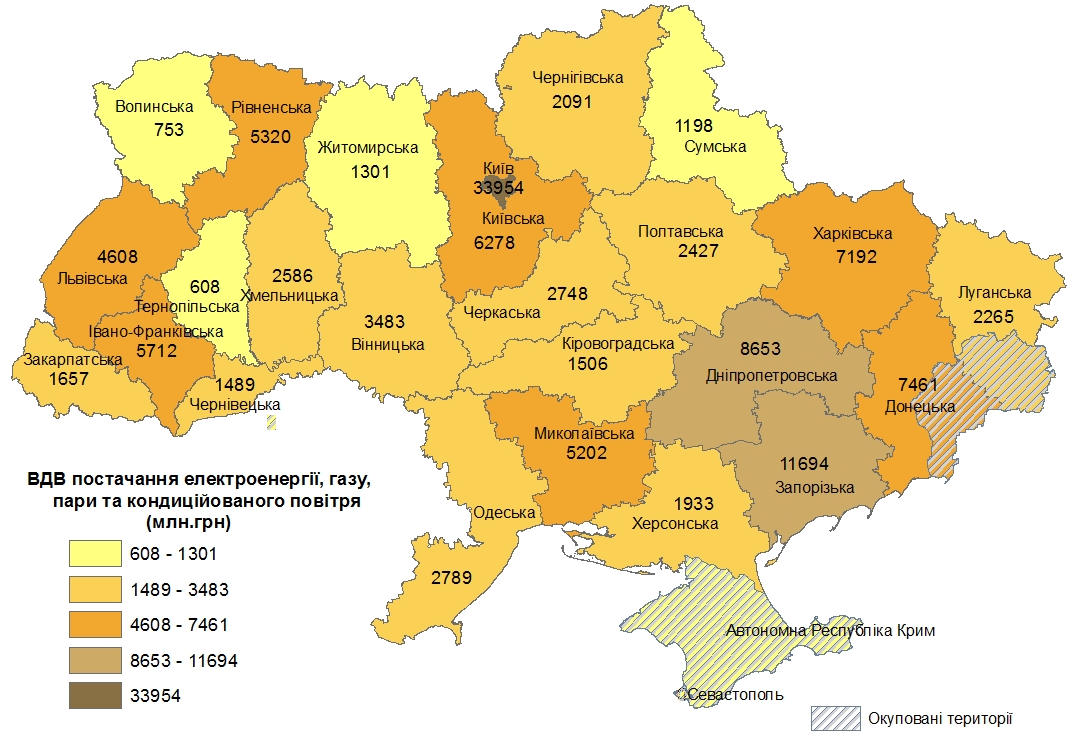 Чернігівська
2091
Волинська
753
Рівненська
5320
1198
Сумська
Житомирська
1301
Київ
33954
Київська
6278
Полтавська
2427
Харківська
7192
4608
Львівська
608
Тернопільська
2586
Хмельницька
2748
Черкаська
Луганська
2265
3483
Вінницька
Івано-Франківська
5712
Закарпатська
1657
1489
Чернівецька
Кіровоградська
1506
8653
Дніпропетровська
7461
Донецька
Миколаївська
5202
11694
Запорізька
1933
Херсонська
Одеська
2789
Автономна Республіка Крим
Севастополь
ВДВ постачання електроенергії, газу,
пари та кондиційованого повітря
(млн.грн)
608 - 1301
1489 - 3483
4608 - 7461
8653 - 11694
33954
Окуповані території